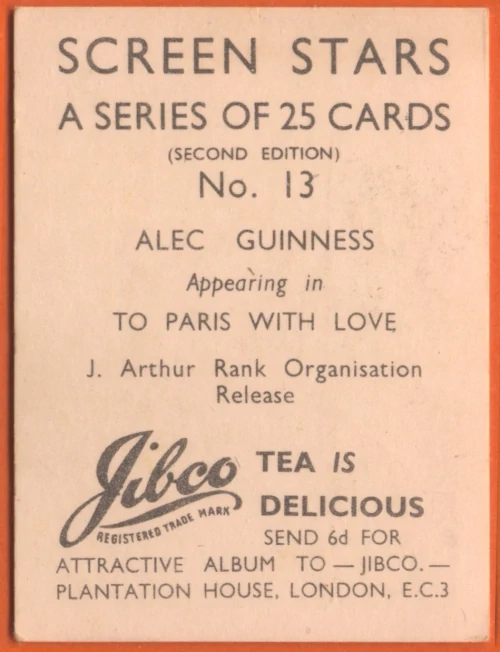 SCREEN STARS
A SERIES OF 25 CARDS
(SECOND EDITION)
No. 13
ALEC GUINNESS
Appearing in
TO PARIS WITH LOVE
J. Arthur Rank Organisation
Release
Jibco TEA IS
REGISTERED TRADE MARK DELICIOUS
SEND 6d FOR
ATTRACTIVE ALBUM TO — JIBCO. —
PLANTATION HOUSE, LONDON, E.C.3